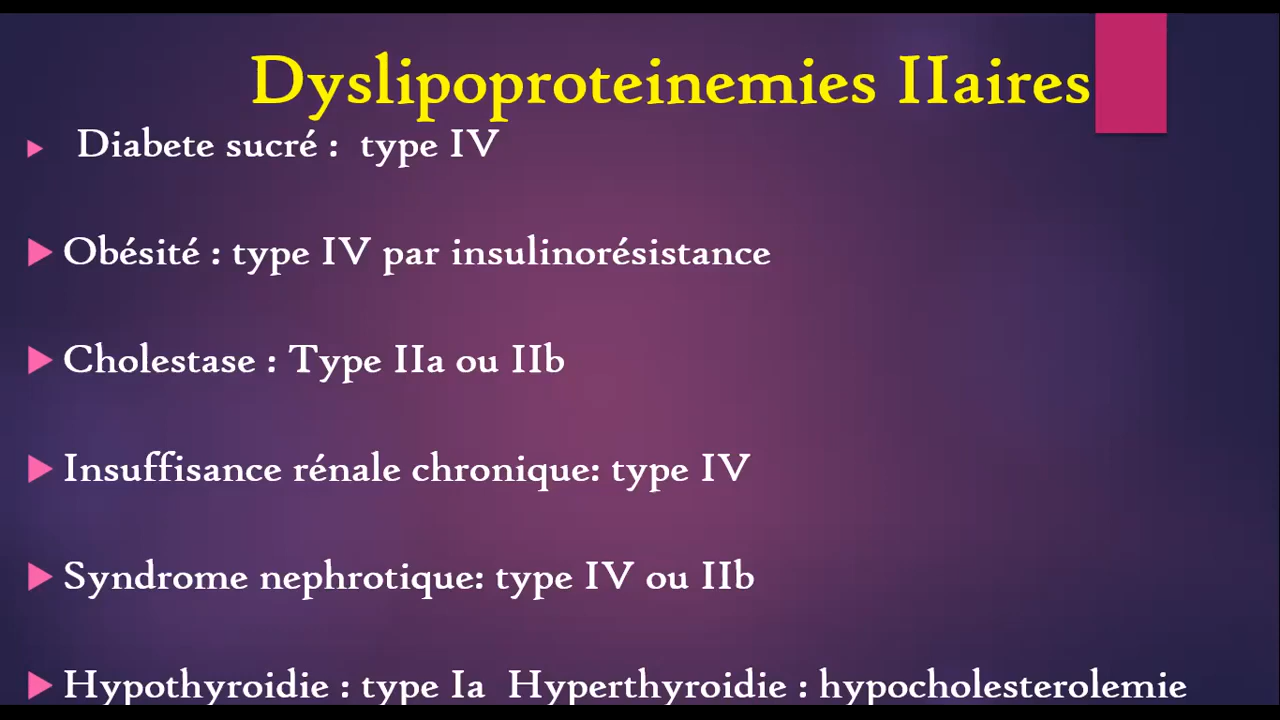 Dyslipoproteinemies IIaires
Diabete sucré : type IV
Obésité : type IV par insulinorésistance
Cholestase : Type IIa ou IIb
Insuffisance rénale chronique: type IV
Syndrome nephrotique: type IV ou IIb
Hypothyroidie : type Ia Hyperthyroidie : hypocholesterolemie